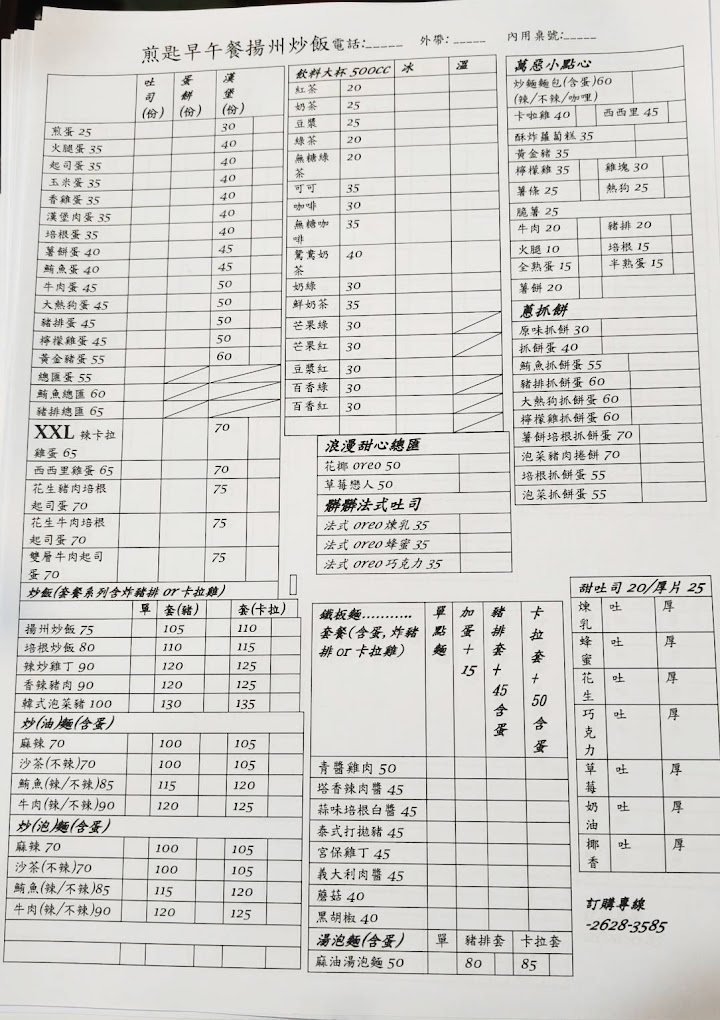 煎匙早午餐揚州炒飯電話:_____ 外帶: _____ 內用桌號:_____
吐司(份) 蛋餅(份) 漢堡(份)
煎蛋 25 30
火腿蛋 35 40
起司蛋 35 40
玉米蛋 35 40
香雞蛋 35 40
漢堡肉蛋 35 40
培根蛋 35 40
薯餅蛋 40 45
鮪魚蛋 40 45
牛肉蛋 45 50
大熱狗蛋 45 50
豬排蛋 45 50
檸檬雞蛋 45 50
黃金豬蛋 55 60
總匯蛋 55
鮪魚總匯 60
豬排總匯 65
XXL 辣卡拉雞蛋 65 70
西西里雞蛋 65 70
花生豬肉培根起司蛋 70 75
花生牛肉培根起司蛋 70 75
雙層牛肉起司蛋 70 75
炒飯(套餐系列含炸豬排 or 卡拉雞)
單 套(豬) 套(卡拉)
揚州炒飯 75 105 110
培根炒飯 80 110 115
辣炒雞丁 90 120 125
香辣豬肉 90 120 125
韓式泡菜豬 100 130 135
炒(油)麵(含蛋)
麻辣 70 100 105
沙茶(不辣)70 100 105
鮪魚(辣/不辣)85 115 120
牛肉(辣/不辣)90 120 125
炒(泡)麵(含蛋)
麻辣 70 100 105
沙茶(不辣)70 100 105
鮪魚(辣/不辣)85 115 120
牛肉(辣/不辣)90 120 125
飲料大杯 500cc 冰 溫
紅茶 20
奶茶 25
豆漿 25
綠茶 20
無糖綠茶 20
可可 35
咖啡 30
無糖咖啡 35
鴛鴦奶茶 40
奶綠 30
鮮奶茶 35
芒果綠 30
芒果紅 30
豆漿紅 30
百香綠 30
百香紅 30
浪漫甜心總匯
花椰 oreo 50
草莓戀人 50
髒髒法式吐司
法式 oreo 煉乳 35
法式 oreo 蜂蜜 35
法式 oreo 巧克力 35
鐵板麵...........套餐(含蛋,炸豬排 or 卡拉雞) 單點麵 加蛋+15 豬排套+45含蛋 卡拉套+50含蛋
青醬雞肉 50
塔香辣肉醬 45
蒜味培根白醬 45
泰式打拋豬 45
宮保雞丁 45
義大利肉醬 45
蘑菇 40
黑胡椒 40
湯泡麵(含蛋) 單 豬排套 卡拉套
麻油湯泡麵 50 80 85
萬惡小點心
炒麵麵包(含蛋)60
(辣/不辣/咖哩)
卡啦雞 40 西西里 45
酥炸蘿蔔糕 35
黃金豬 35
檸檬雞 35 雞塊 30
薯條 25 熱狗 25
脆薯 25
牛肉 20 豬排 20
火腿 10 培根 15
全熟蛋 15 半熟蛋 15
薯餅 20
蔥抓餅
原味抓餅 30
抓餅蛋 40
鮪魚抓餅蛋 55
豬排抓餅蛋 60
大熱狗抓餅蛋 60
檸檬雞抓餅蛋 60
薯餅培根抓餅蛋 70
泡菜豬肉捲餅 70
培根抓餅蛋 55
泡菜抓餅蛋 55
甜吐司 20/厚片 25
煉乳 吐 厚
蜂蜜 吐 厚
花生 吐 厚
巧克力 吐 厚
草莓 吐 厚
奶油 吐 厚
椰香 吐 厚
訂購專線
-2628-3585